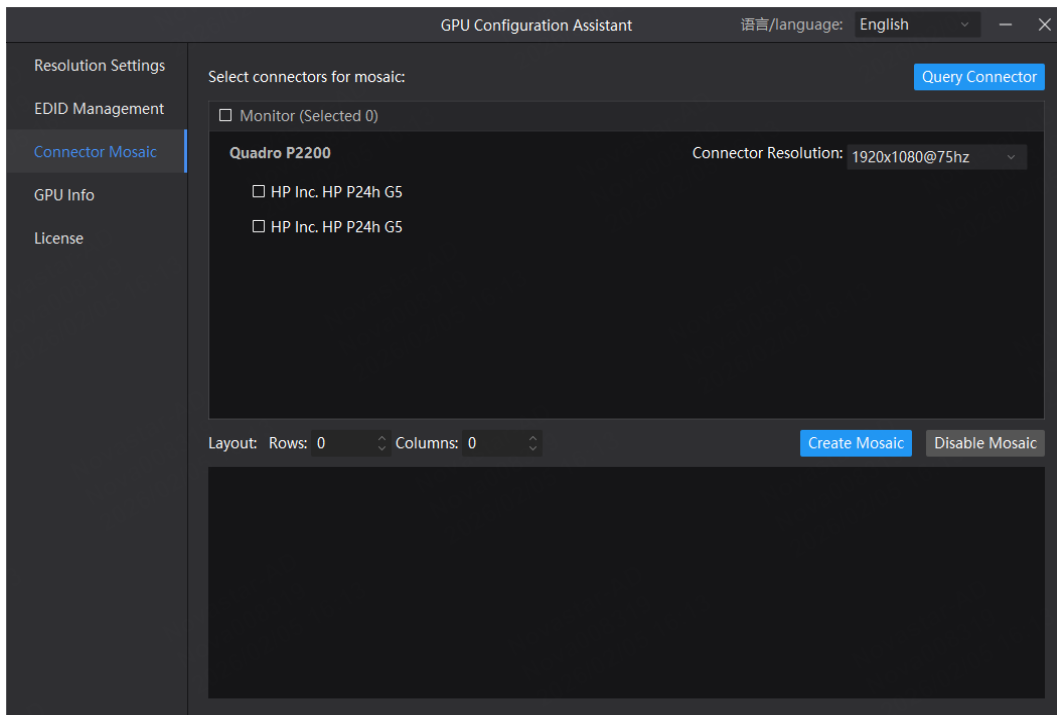 GPU Configuration Assistant 语言/language: English
Resolution Settings
EDID Management
Connector Mosaic
GPU Info
License
Select connectors for mosaic: Query Connector
Monitor (Selected 0)
Quadro P2200 Connector Resolution: 1920x1080@75hz
HP Inc. HP P24h G5
HP Inc. HP P24h G5
Layout: Rows: 0 Columns: 0 Create Mosaic Disable Mosaic